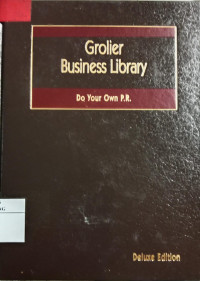 Grolier
Business Library
Do Your Own P.R.
Deluxe Edition